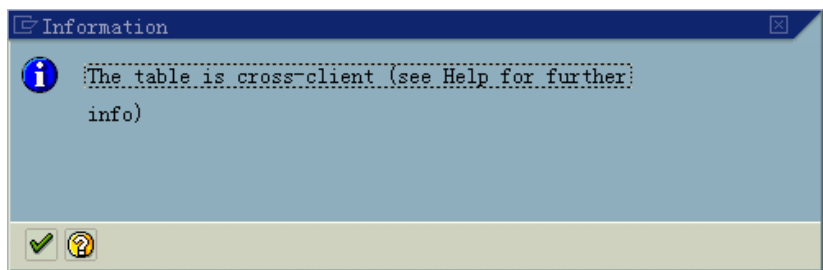 Information
The table is cross-client (see Help for further
info)